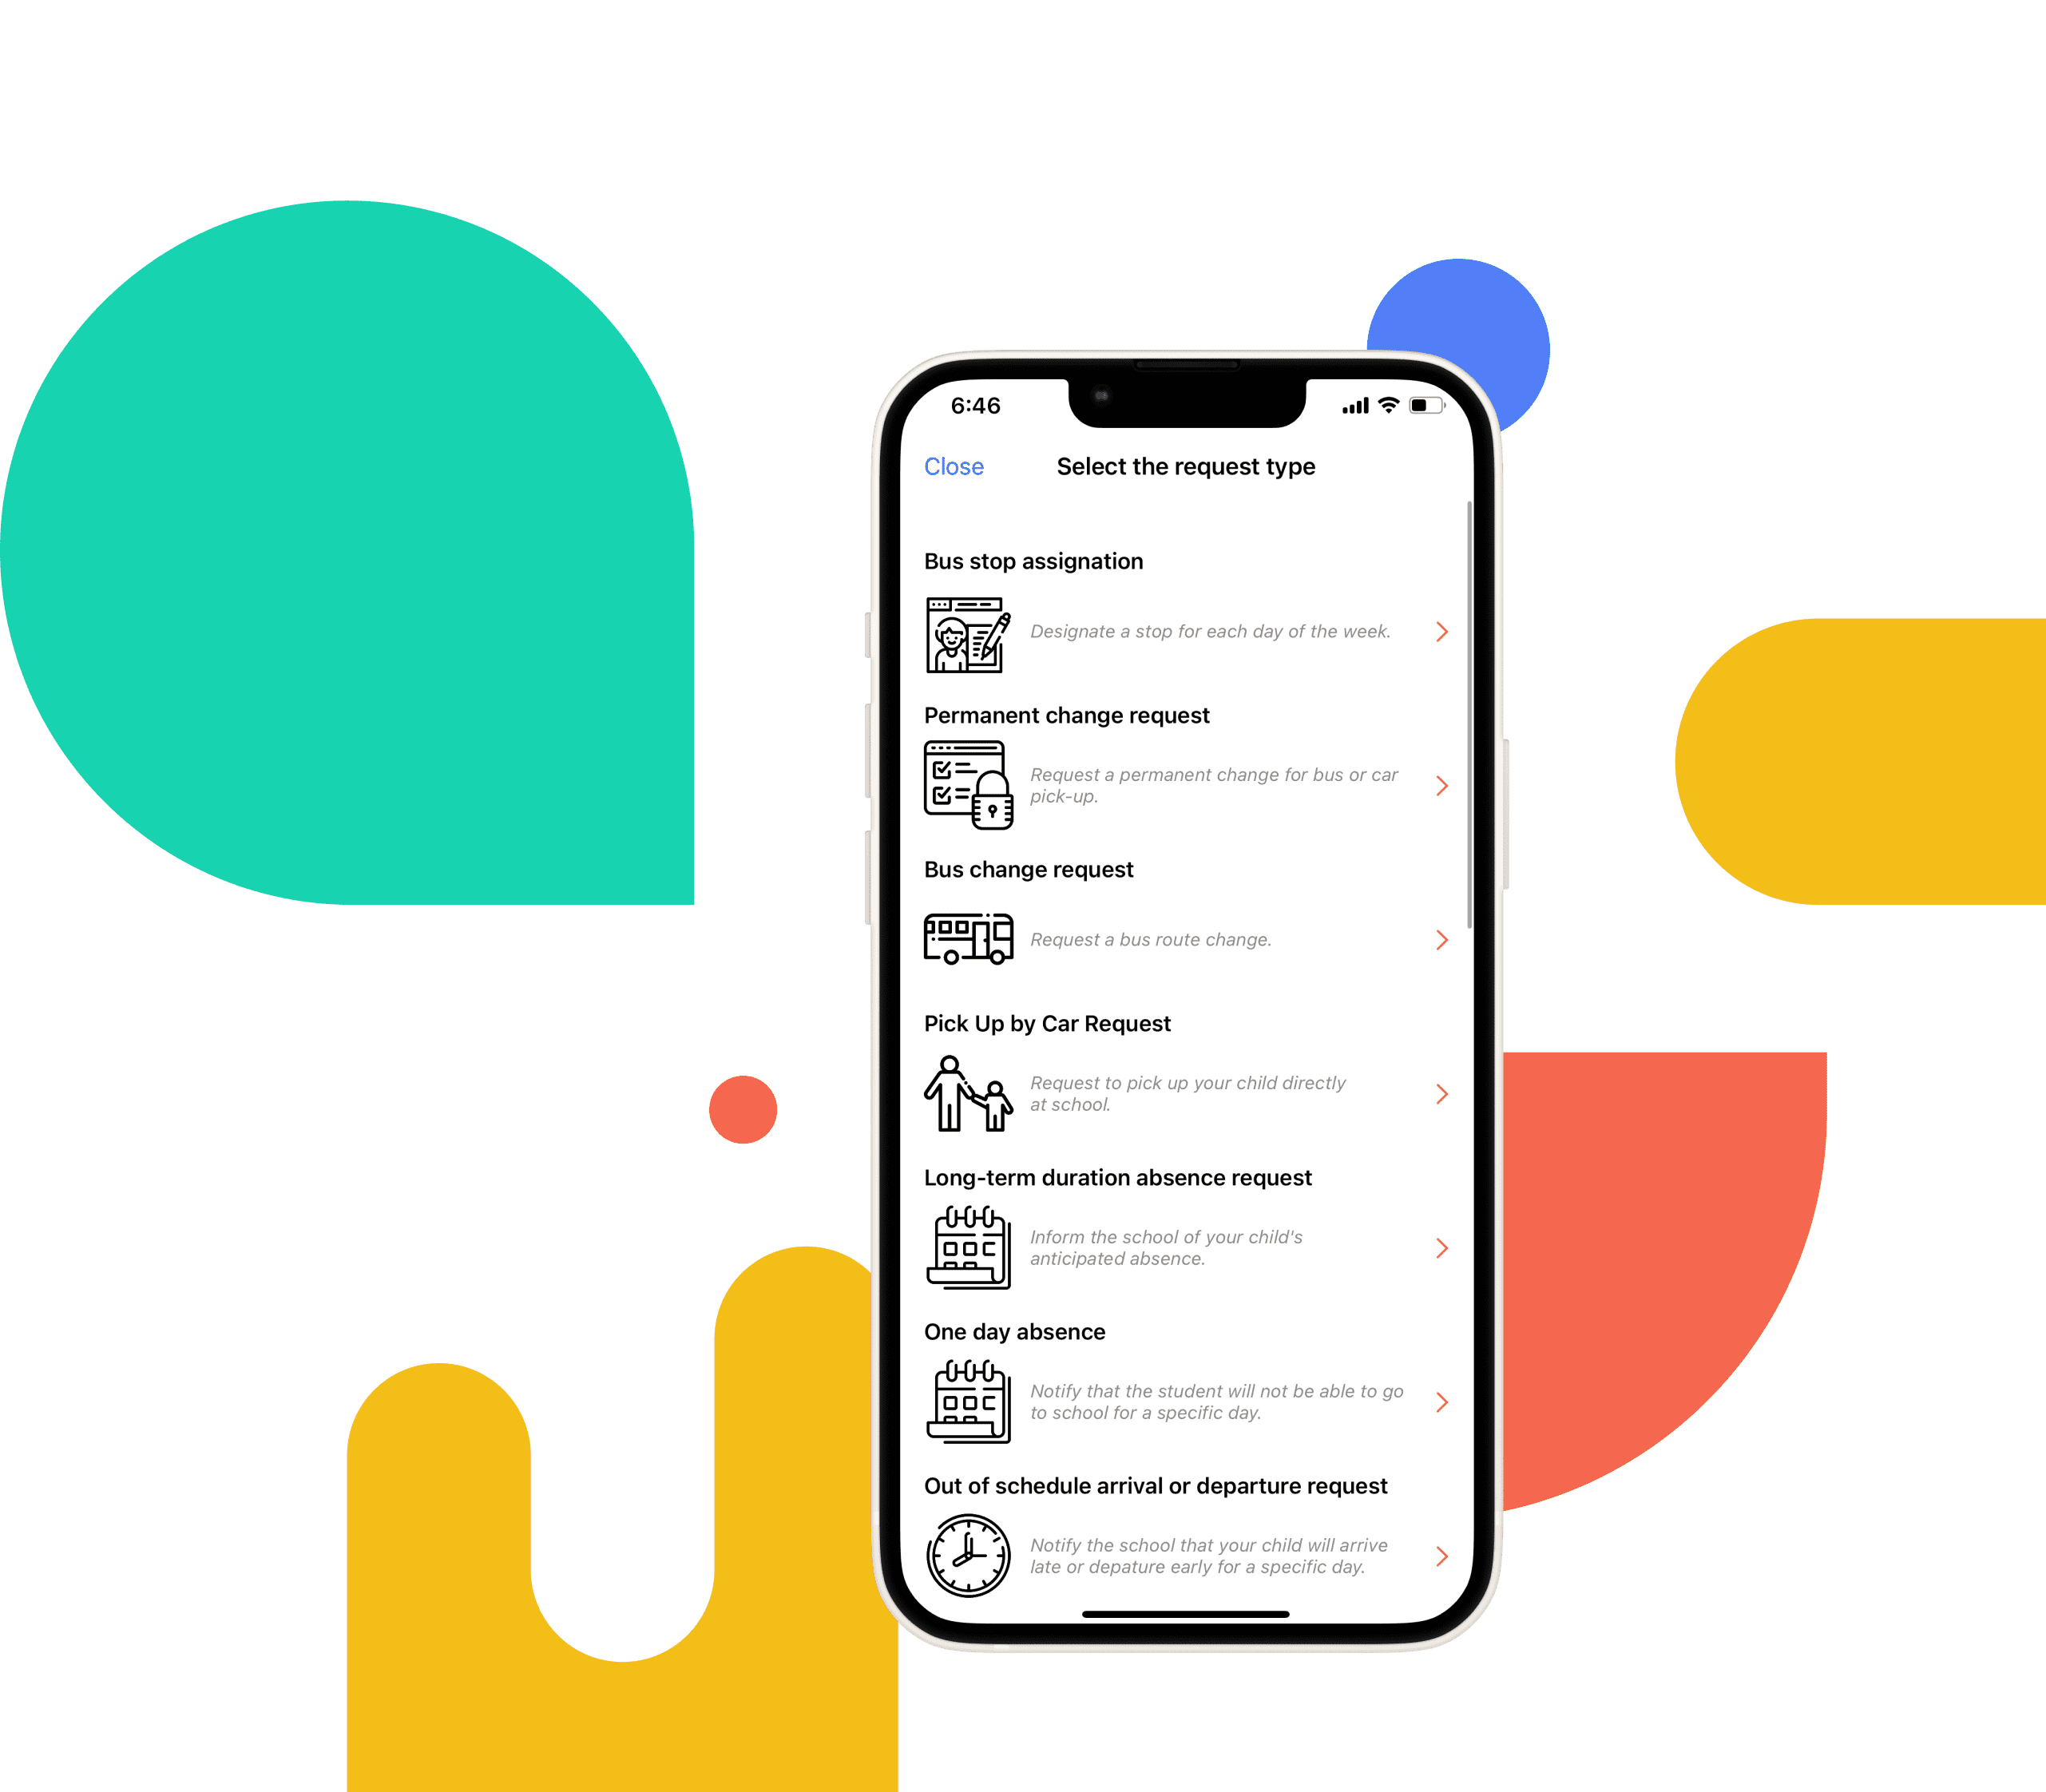 6:46
Close
Select the request type
Bus stop assignation
Designate a stop for each day of the week.
Permanent change request
Request a permanent change for bus or car
pick-up.
Bus change request
Request a bus route change.
Pick Up by Car Request
Request to pick up your child directly
at school.
Long-term duration absence request
Inform the school of your child's
anticipated absence.
One day absence
Notify that the student will not be able to go
to school for a specific day.
Out of schedule arrival or departure request
Notify the school that your child will arrive
late or depature early for a specific day.